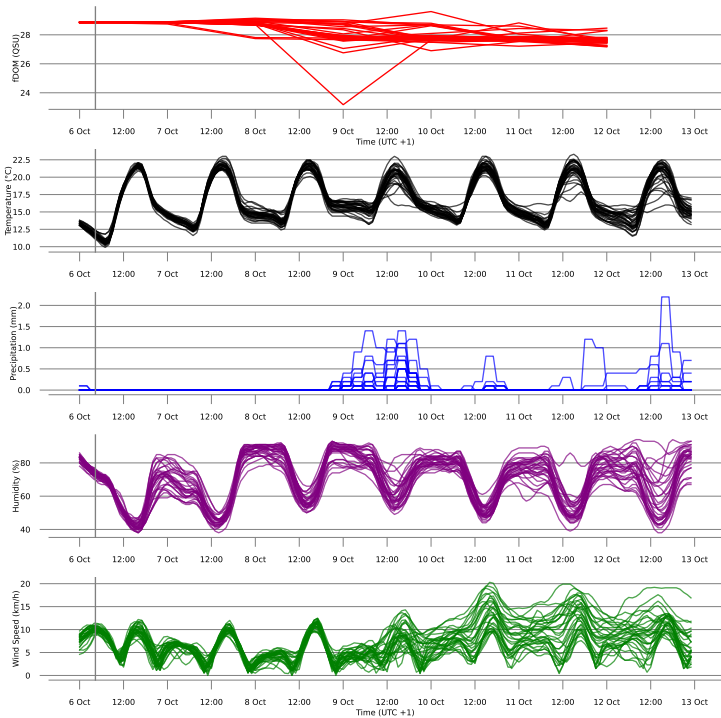 fDOM (QSU)
28
26
24
6 Oct 12:00 7 Oct 12:00 8 Oct 12:00 9 Oct 12:00 10 Oct 12:00 11 Oct 12:00 12 Oct 12:00 13 Oct
Time (UTC +1)
Temperature (°C)
22.5
20.0
17.5
15.0
12.5
10.0
6 Oct 12:00 7 Oct 12:00 8 Oct 12:00 9 Oct 12:00 10 Oct 12:00 11 Oct 12:00 12 Oct 12:00 13 Oct
Precipitation (mm)
2.0
1.5
1.0
0.5
0.0
6 Oct 12:00 7 Oct 12:00 8 Oct 12:00 9 Oct 12:00 10 Oct 12:00 11 Oct 12:00 12 Oct 12:00 13 Oct
Humidity (%)
80
60
40
6 Oct 12:00 7 Oct 12:00 8 Oct 12:00 9 Oct 12:00 10 Oct 12:00 11 Oct 12:00 12 Oct 12:00 13 Oct
Wind Speed (km/h)
20
15
10
5
0
6 Oct 12:00 7 Oct 12:00 8 Oct 12:00 9 Oct 12:00 10 Oct 12:00 11 Oct 12:00 12 Oct 12:00 13 Oct
Time (UTC +1)